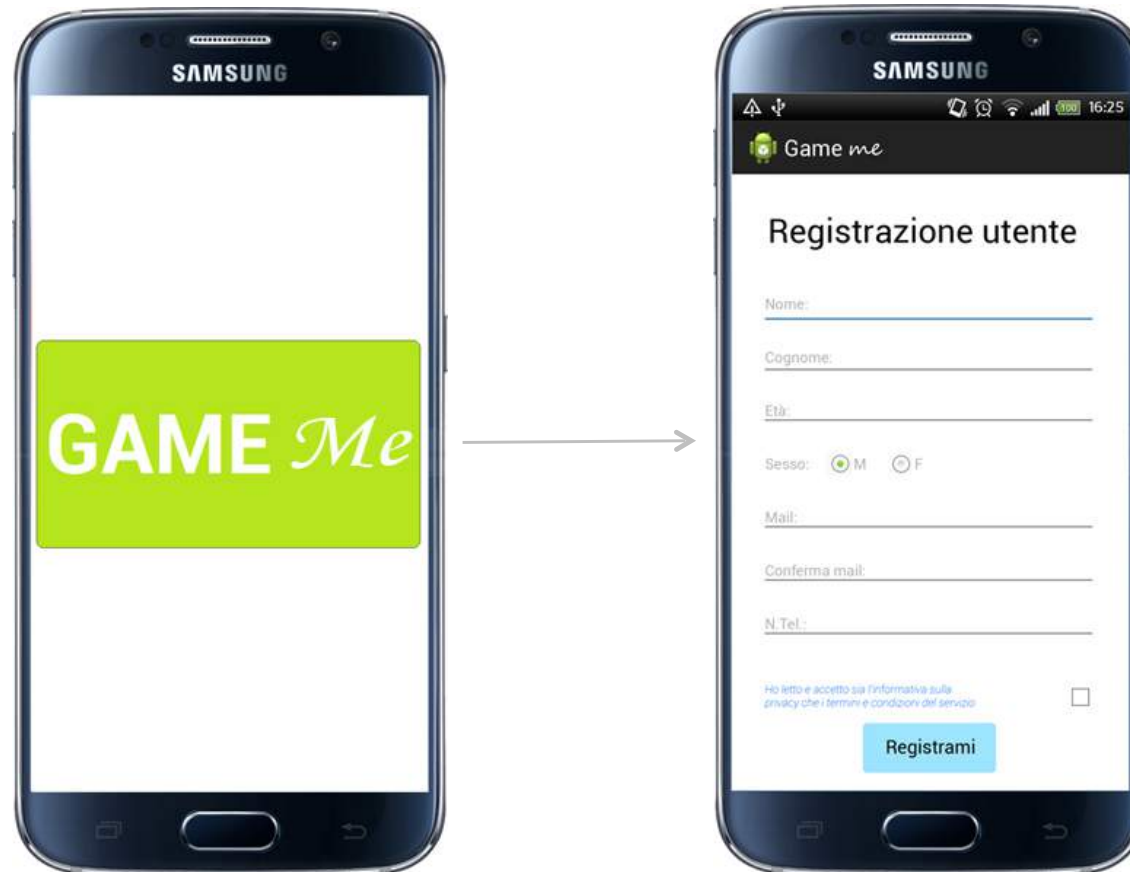 SAMSUNG
GAME Me
SAMSUNG
100 16:25
Game me
Registrazione utente
Nome:
Cognome:
Età:
Sesso: M F
Mail:
Conferma mail:
N.Tel.:
Ho letto e accetto sia l'informativa sulla
privacy che i termini e condizioni del servizio
Registrami